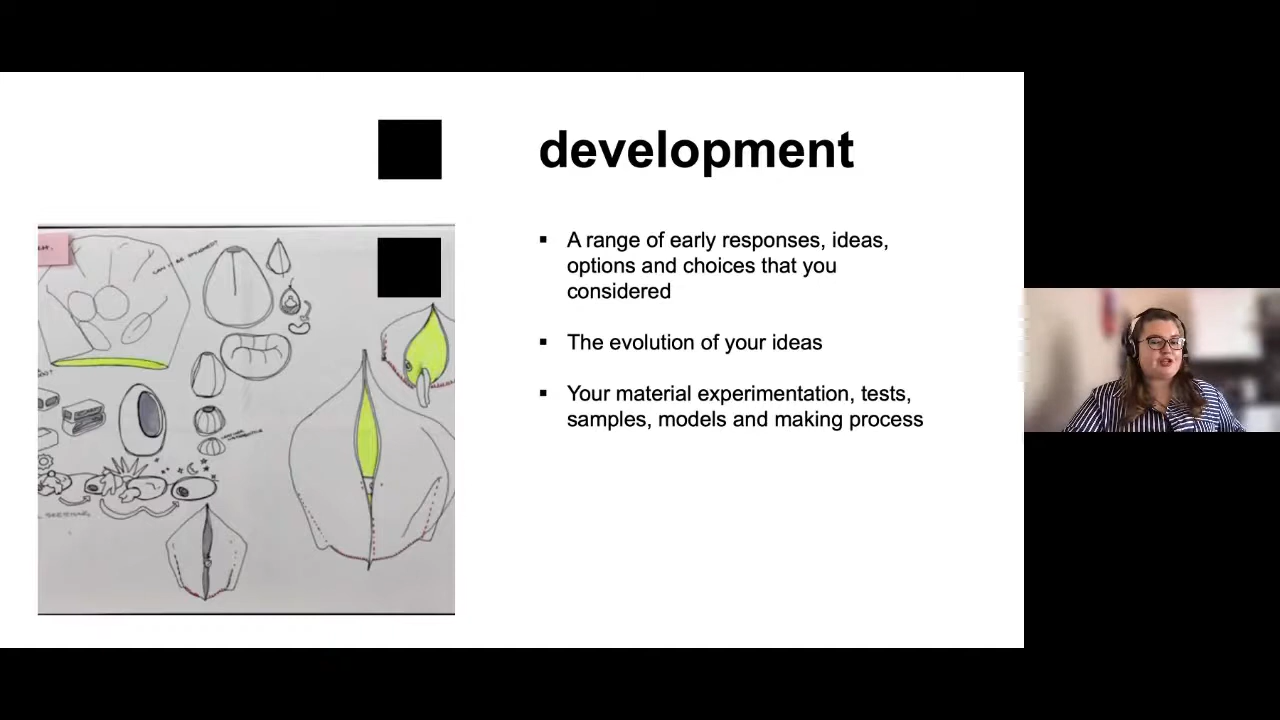 development
▪ A range of early responses, ideas,
options and choices that you
considered
▪ The evolution of your ideas
▪ Your material experimentation, tests,
samples, models and making process